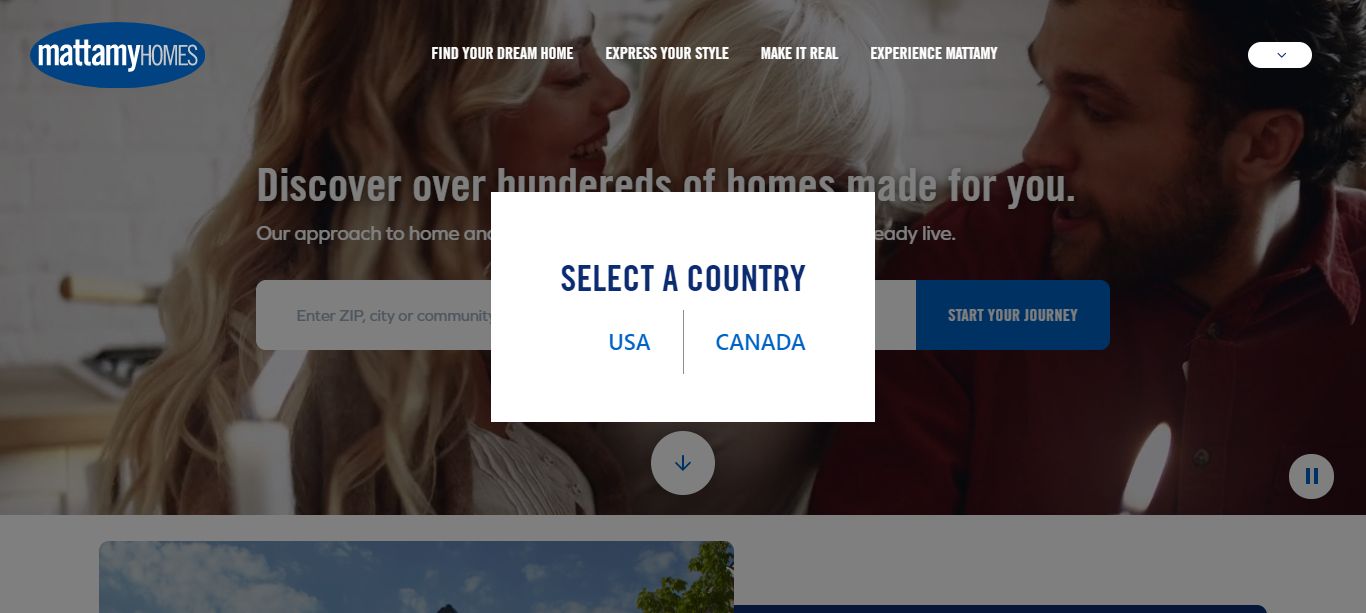 mattamyHOMES
FIND YOUR DREAM HOME EXPRESS YOUR STYLE MAKE IT REAL EXPERIENCE MATTAMY
Discover over hundereds of homes made for you.
Our approach to home and eady live.
Enter ZIP, city or community START YOUR JOURNEY
SELECT A COUNTRY
USA CANADA